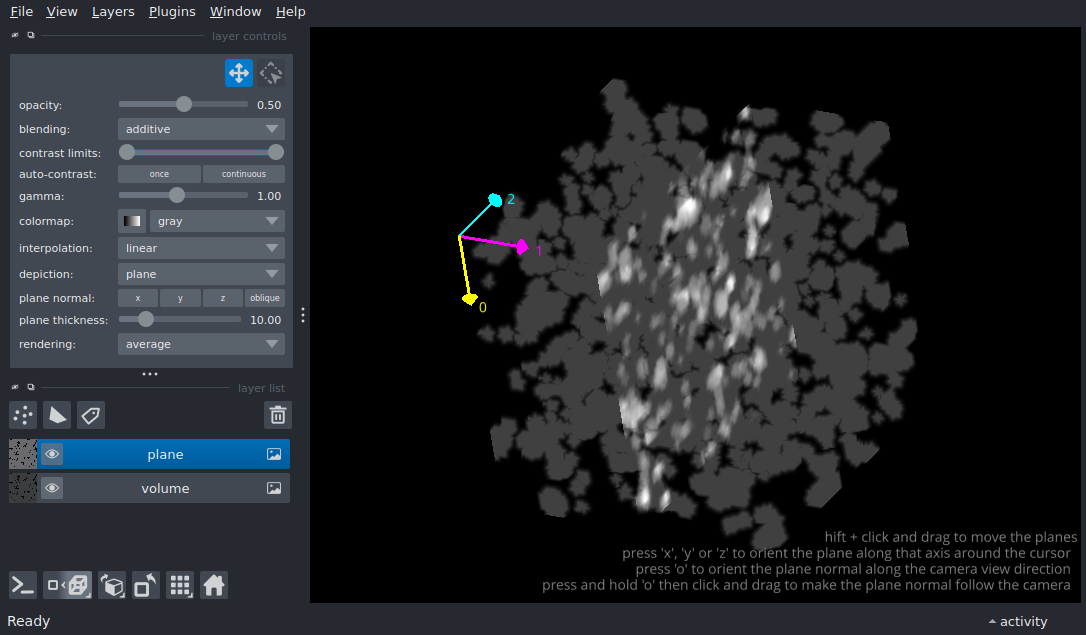 File View Layers Plugins Window Help
layer controls
opacity: 0.50
blending: additive
contrast limits:
auto-contrast: once continuous
gamma: 1.00
colormap: gray
interpolation: linear
depiction: plane
plane normal: x y z oblique
plane thickness: 10.00
rendering: average
layer list
plane
volume
2
1
0
hift + click and drag to move the planes
press 'x', 'y' or 'z' to orient the plane along that axis around the cursor
press 'o' to orient the plane normal along the camera view direction
press and hold 'o' then click and drag to make the plane normal follow the camera
Ready activity